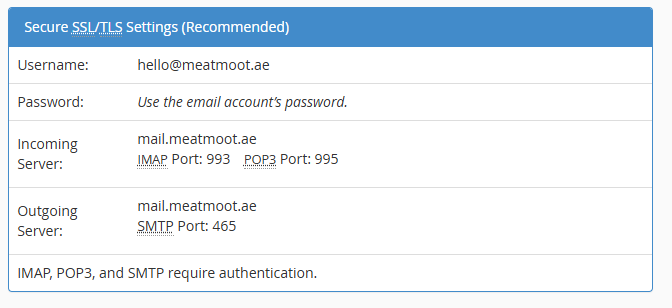 Secure SSL/TLS Settings (Recommended)
Username: hello@meatmoot.ae
Password: Use the email account’s password.
Incoming Server:
mail.meatmoot.ae
IMAP Port: 993 POP3 Port: 995
Outgoing Server:
mail.meatmoot.ae
SMTP Port: 465
IMAP, POP3, and SMTP require authentication.